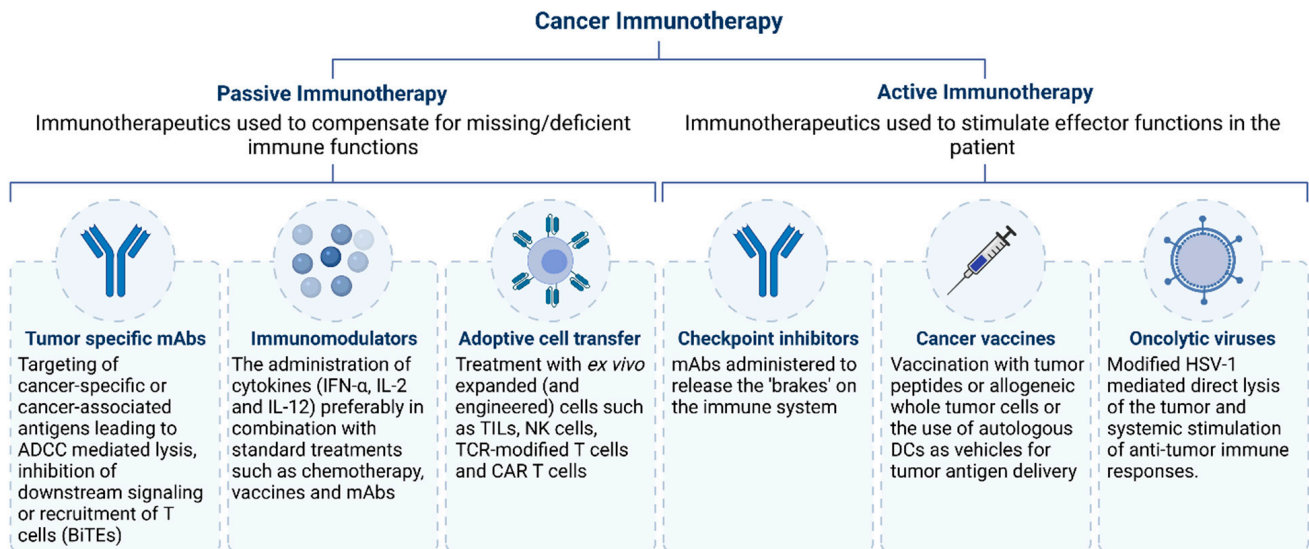 Cancer Immunotherapy
Passive Immunotherapy
Immunotherapeutics used to compensate for missing/deficient
immune functions
Active Immunotherapy
Immunotherapeutics used to stimulate effector functions in the
patient
Tumor specific mAbs
Targeting of
cancer-specific or
cancer-associated
antigens leading to
ADCC mediated lysis,
inhibition of
downstream signaling
or recruitment of T
cells (BiTEs)
Immunomodulators
The administration of
cytokines (IFN-α, IL-2
and IL-12) preferably in
combination with
standard treatments
such as chemotherapy,
vaccines and mAbs
Adoptive cell transfer
Treatment with ex vivo
expanded (and
engineered) cells such
as TILs, NK cells,
TCR-modified T cells
and CAR T cells
Checkpoint inhibitors
mAbs administered to
release the 'brakes' on
the immune system
Cancer vaccines
Vaccination with tumor
peptides or allogeneic
whole tumor cells or
the use of autologous
DCs as vehicles for
tumor antigen delivery
Oncolytic viruses
Modified HSV-1
mediated direct lysis
of the tumor and
systemic stimulation
of anti-tumor immune
responses.